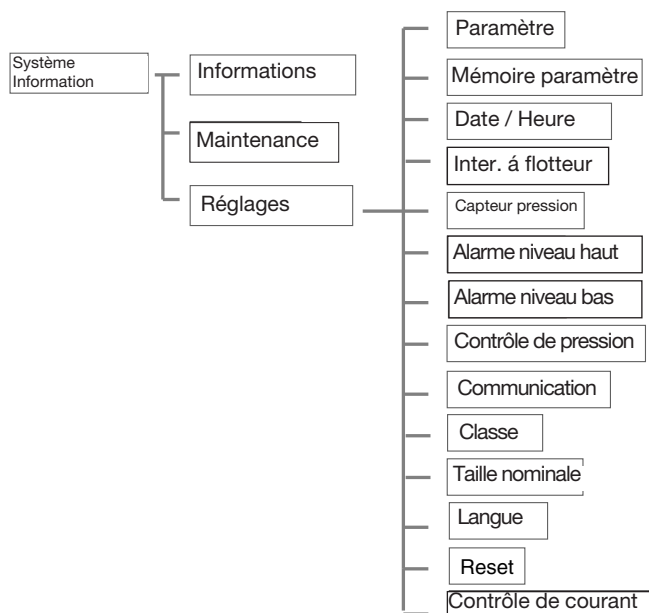 Système
Information
Informations
Maintenance
Réglages
Paramètre
Mémoire paramètre
Date / Heure
Inter. á flotteur
Capteur pression
Alarme niveau haut
Alarme niveau bas
Contrôle de pression
Communication
Classe
Taille nominale
Langue
Reset
Contrôle de courant